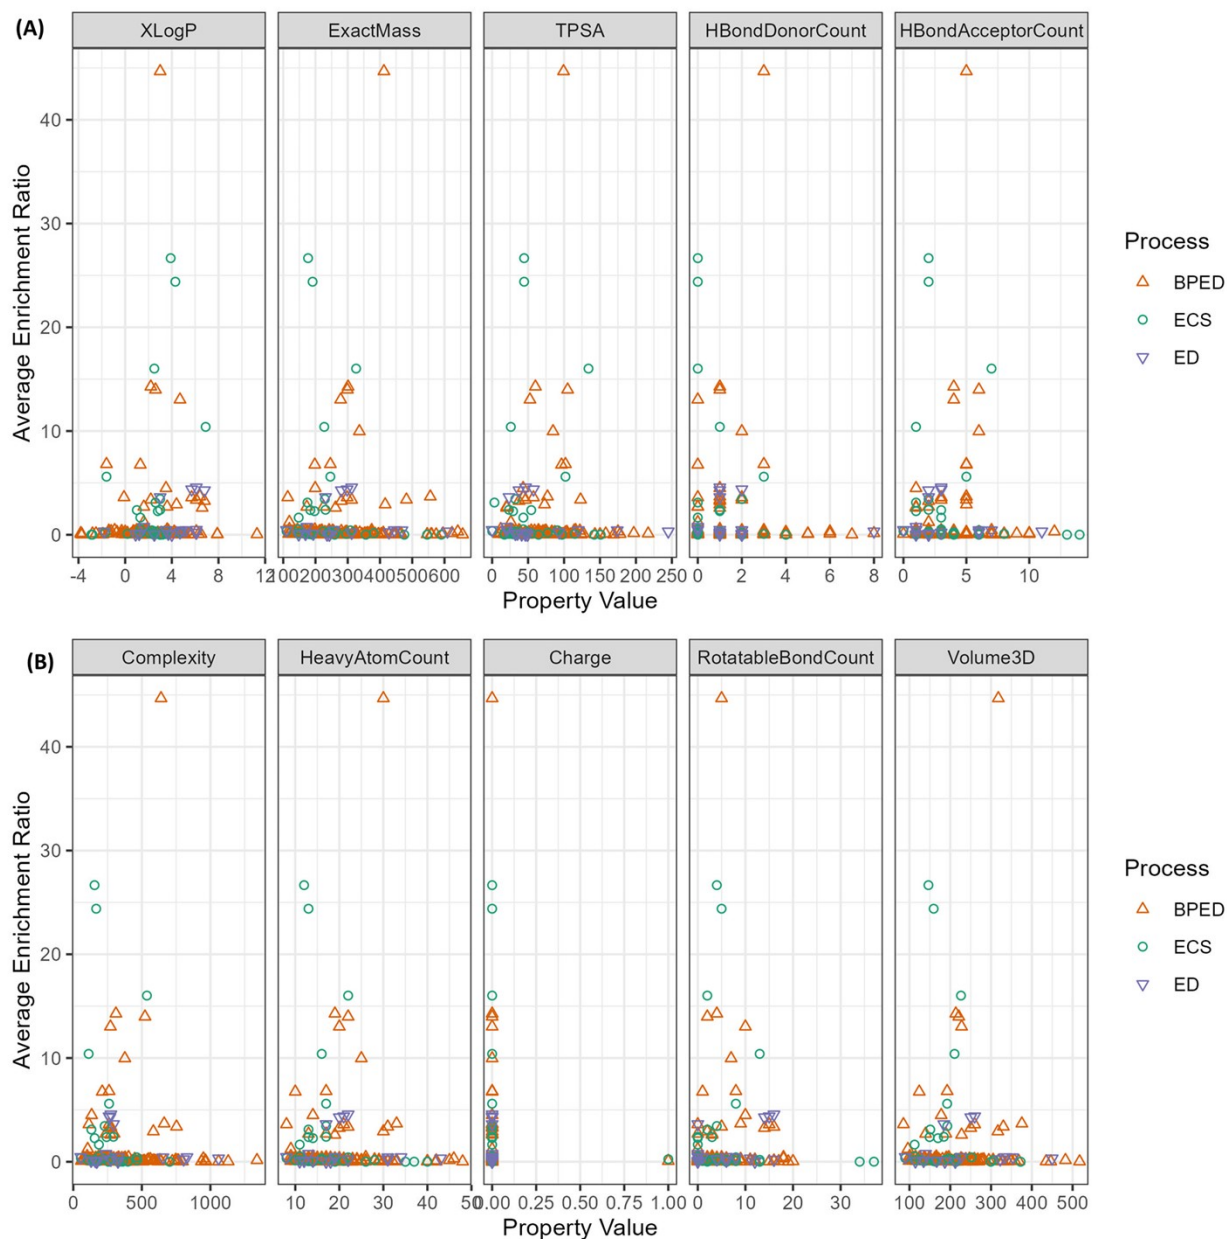 (A)
XLogP ExactMass TPSA HBondDonorCount HBondAcceptorCount
Average Enrichment Ratio
40
30
20
10
0
-4 0 4 8 12
100 200 300 400 500 600
0 50 100 150 200 250
0 2 4 6 8
0 5 10
Property Value
Process
BPED
ECS
ED
(B)
Complexity HeavyAtomCount Charge RotatableBondCount Volume3D
Average Enrichment Ratio
40
30
20
10
0
0 500 1000
10 20 30 40 50
0.00 0.25 0.50 0.75 1.00
0 10 20 30
100 200 300 400 500
Property Value
Process
BPED
ECS
ED